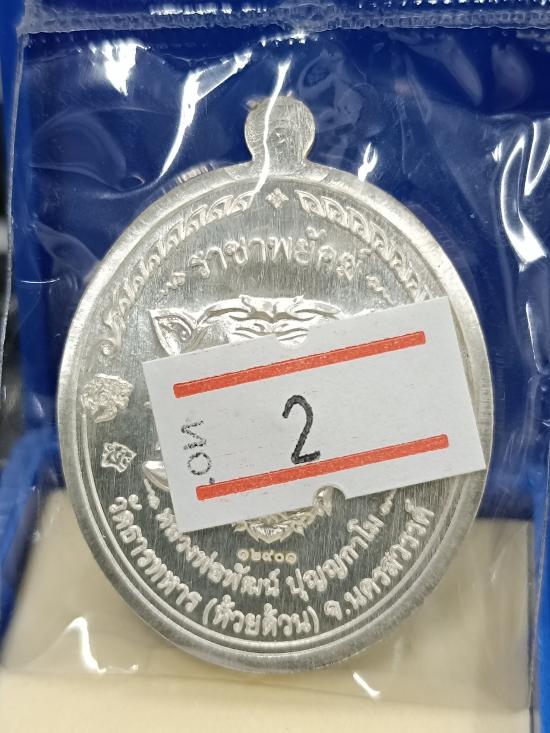 ราชาพยัคฆ์
NO.
2
๑๒๕๐๑
หลวงพ่อพัฒน์ ปุญฺญกาโม
วัดธารทหาร (ห้วยด้วน) จ.นครสวรรค์